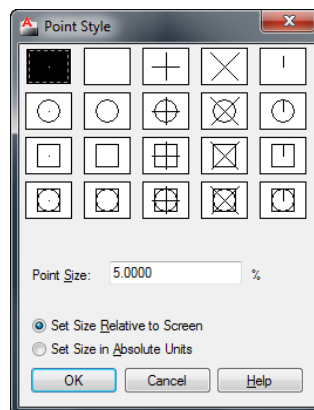 Point Style
Point Size: 5.0000 %
Set Size Relative to Screen
Set Size in Absolute Units
OK Cancel Help